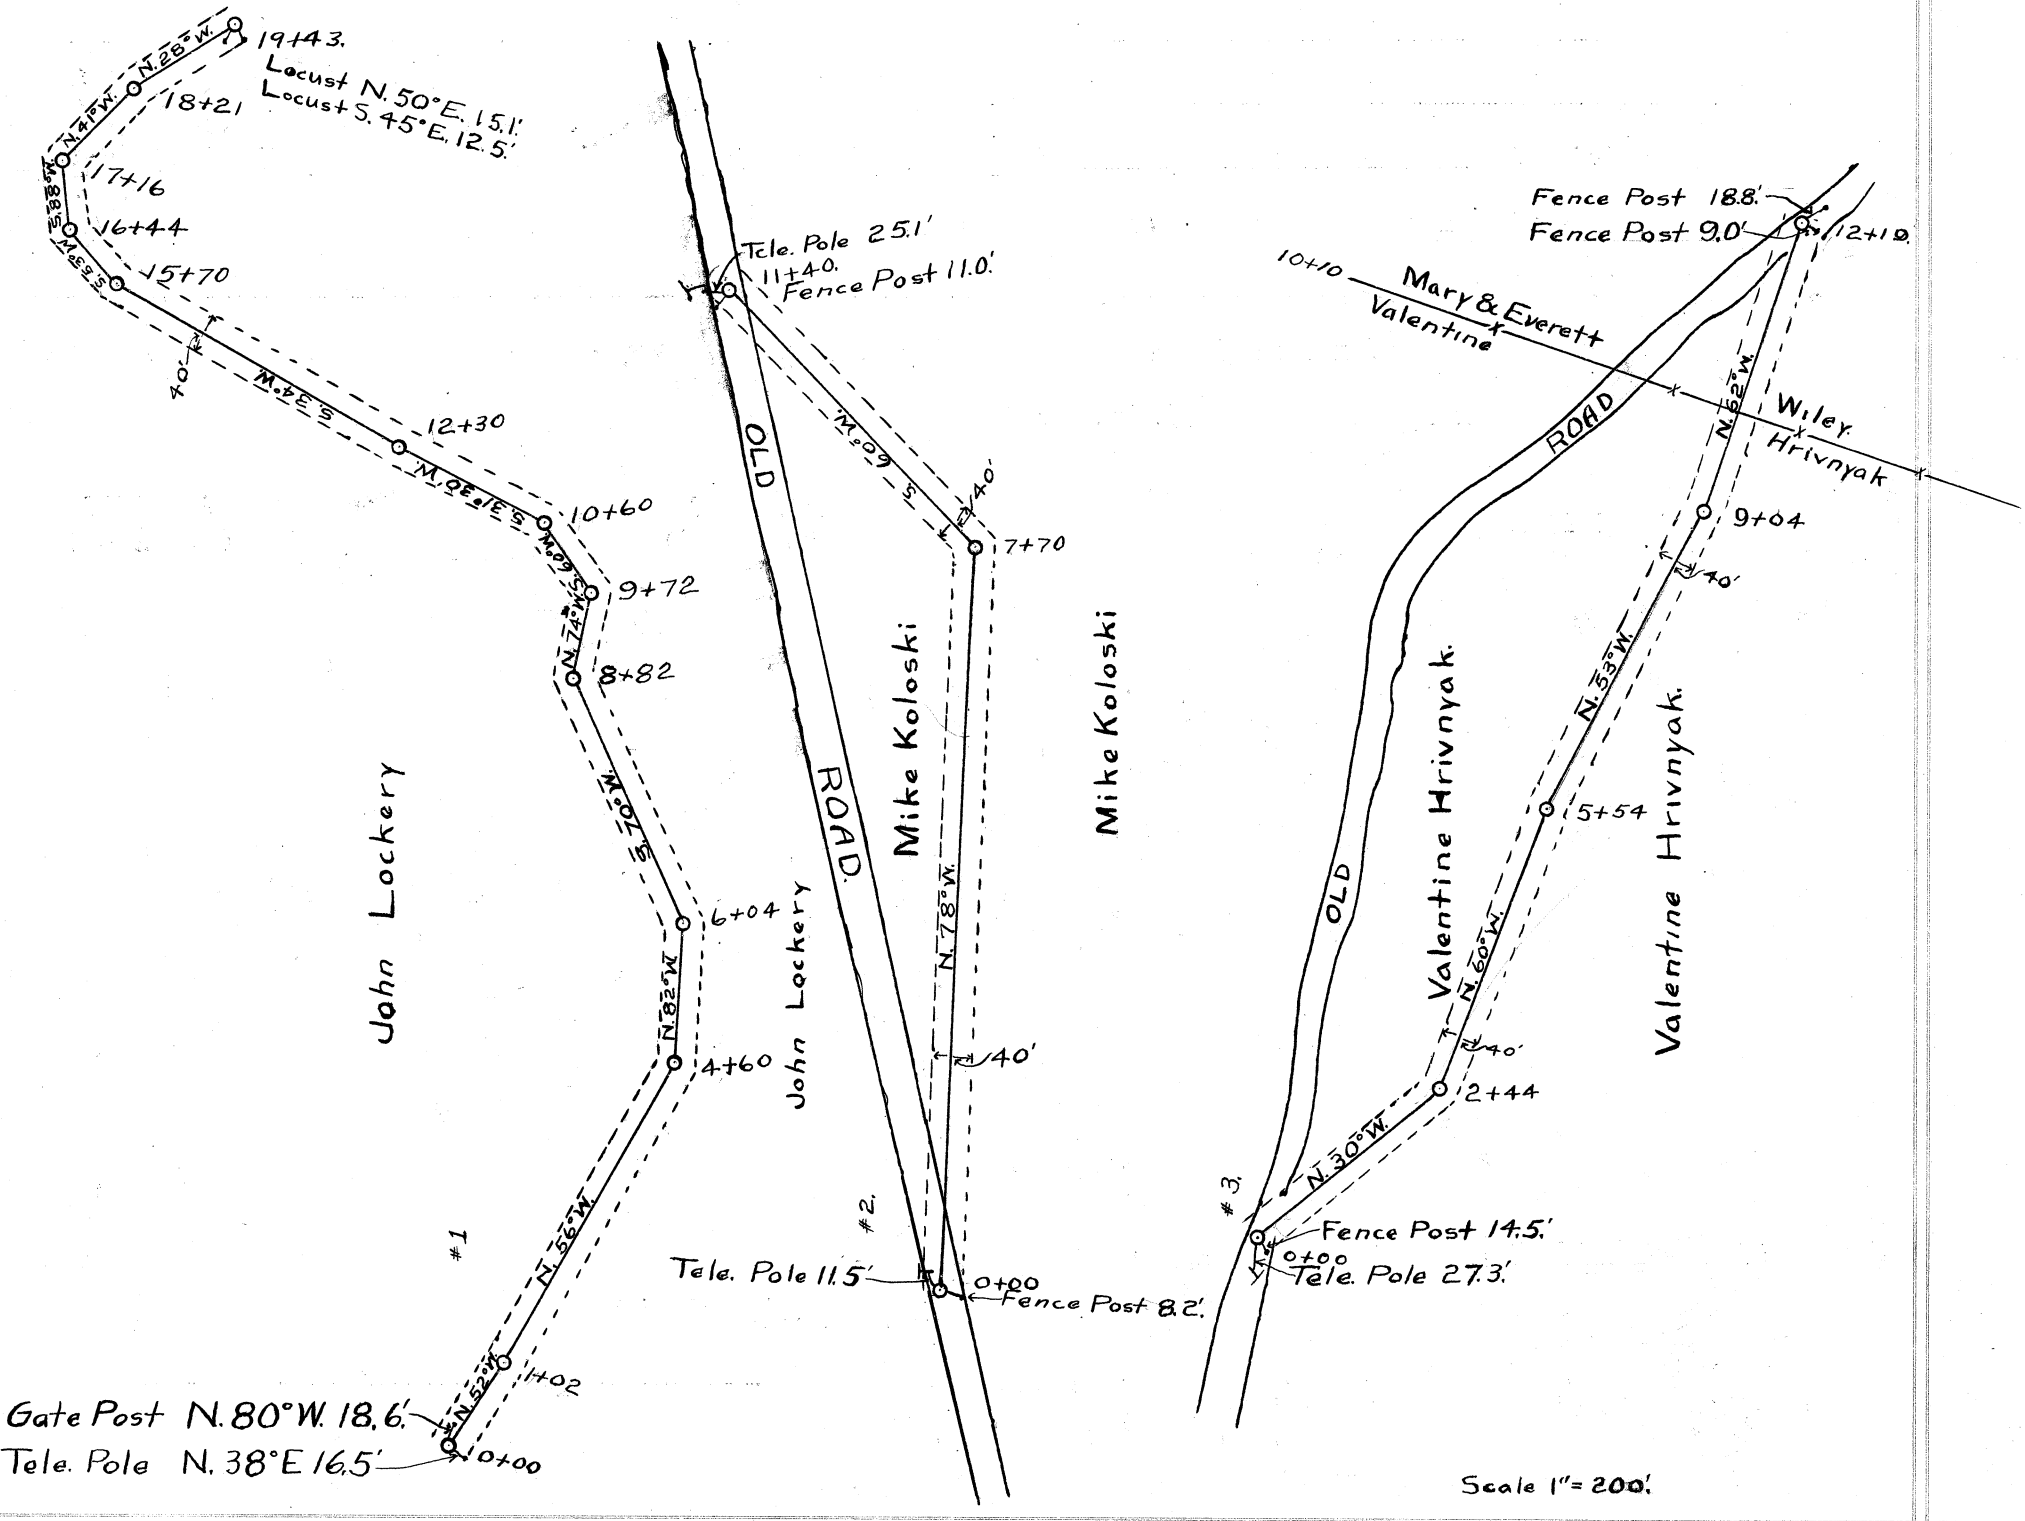 19+43.
Locust N. 50° E. 15.1'.
Locust S. 45° E. 12.5'.
N. 28° W.
18+21
N. 41° W.
17+16
S. 88° W.
16+44
S. 53° W.
15+70
40'
S. 34° W.
12+30
S. 31° 30' W.
10+60
S. 60° W.
9+72
N. 74° W.
8+82
S. 70° W.
6+04
N. 82° W.
4+60
N. 56° W.
1+02
N. 52° W.
0+00
Gate Post N. 80° W. 18.6'.
Tele. Pole N. 38° E 16.5'
#1
John Lockery
John Lockery
OLD
ROAD.
Tele. Pole 25.1'
11+40.
Fence Post 11.0'.
S. 60° W.
40'
7+70
Mike Koloski
Mike Koloski
N. 78° W.
40'
#2.
Tele. Pole 11.5'
0+00
Fence Post 8.2'.
Fence Post 18.8'.
Fence Post 9.0'
12+10.
10+10
Mary & Everett
Valentine
Wiley.
Hrivnyak
N. 62° W.
ROAD
9+04
40'
N. 53° W.
5+54
Valentine Hrivnyak.
Valentine Hrivnyak.
OLD
N. 60° W.
40'
2+44
N. 30° W.
#3.
Fence Post 14.5'.
0+00
Tele. Pole 27.3'.
Scale 1"= 200'.